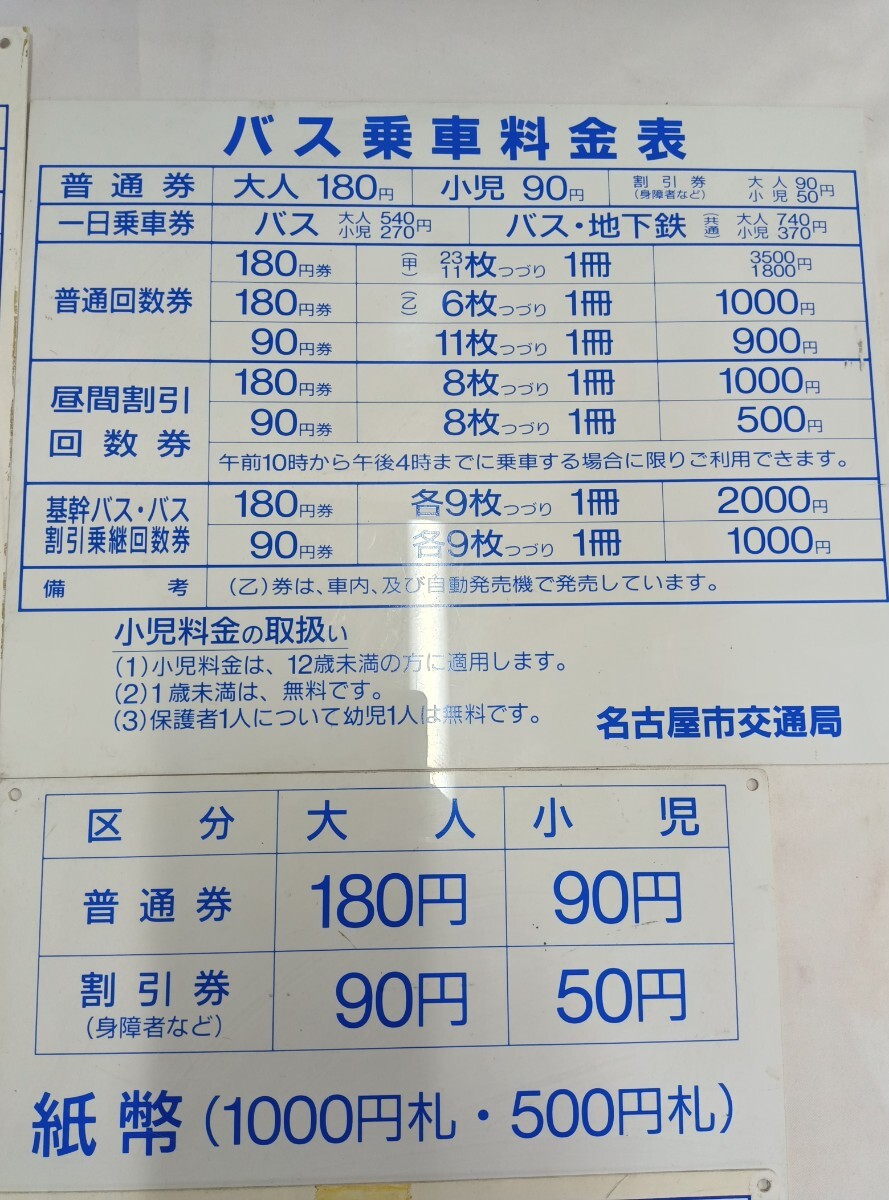 バス乗車料金表
普通券 大人 180円 小児 90円 割引券(身障者など) 大人 90 小児 50円
一日乗車券 バス 大人 540 小児 270円 バス・地下鉄(共通) 大人 740 小児 370円
普通回数券
180円券 (甲) 23 11枚つづり 1冊 3500 1800円
180円券 (乙) 6枚つづり 1冊 1000円
90円券 11枚つづり 1冊 900円
昼間割引
回数券
180円券 8枚つづり 1冊 1000円
90円券 8枚つづり 1冊 500円
午前10時から午後4時までに乗車する場合に限りご利用できます。
基幹バス・バス
割引乗継回数券
180円券 各9枚つづり 1冊 2000円
90円券 各9枚つづり 1冊 1000円
備考 (乙)券は、車内、及び自動発売機で発売しています。
小児料金の取扱い
(1)小児料金は、12歳未満の方に適用します。
(2)1歳未満は、無料です。
(3)保護者1人について幼児1人は無料です。
名古屋市交通局
区分 大人 小児
普通券 180円 90円
割引券 90円 50円
(身障者など)
紙幣(1000円札・500円札)